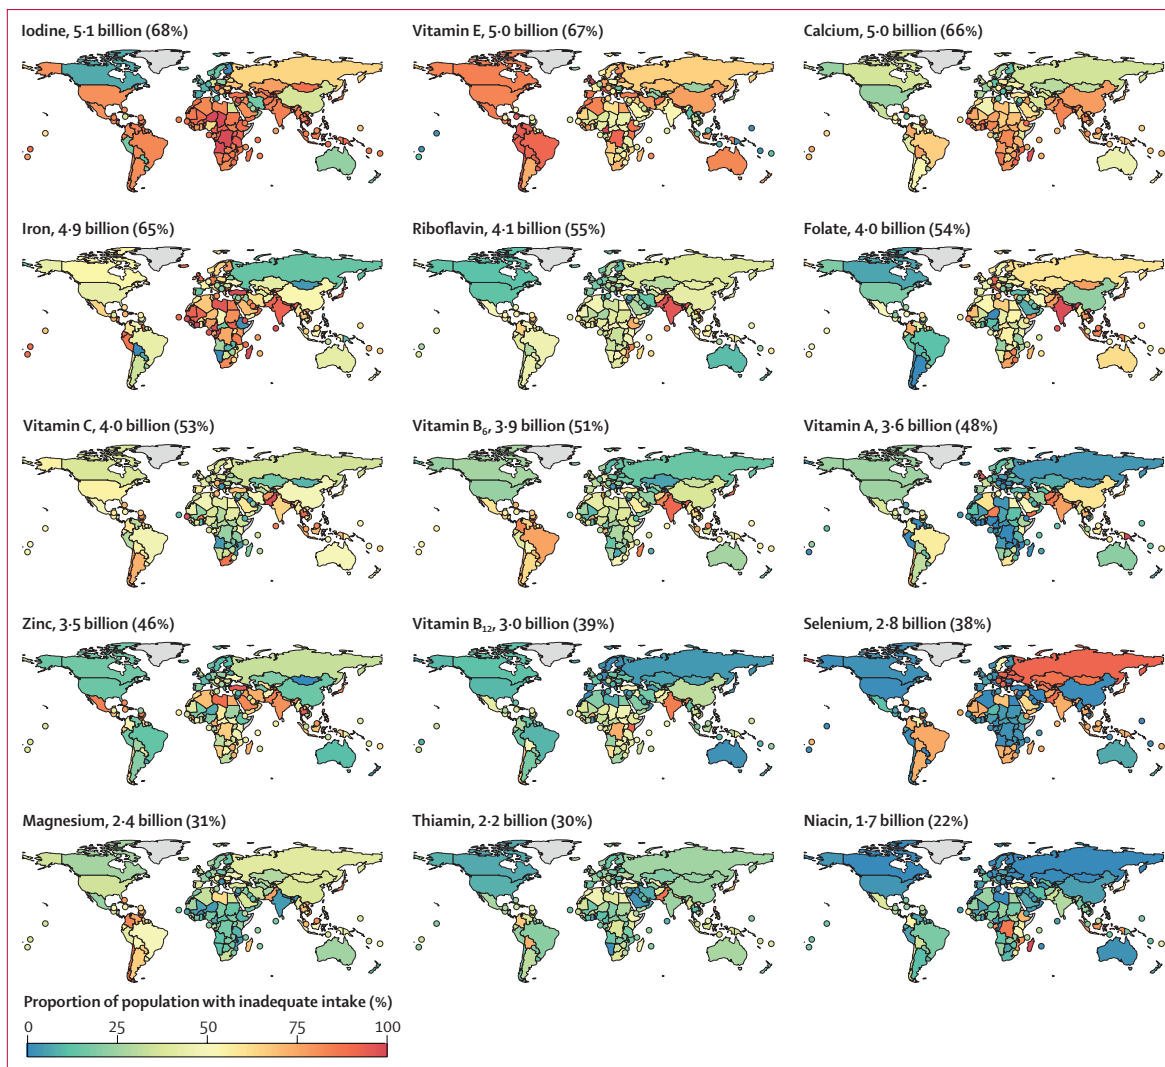 Iodine, 5·1 billion (68%)
Vitamin E, 5·0 billion (67%)
Calcium, 5·0 billion (66%)
Iron, 4·9 billion (65%)
Riboflavin, 4·1 billion (55%)
Folate, 4·0 billion (54%)
Vitamin C, 4·0 billion (53%)
Vitamin B₆, 3·9 billion (51%)
Vitamin A, 3·6 billion (48%)
Zinc, 3·5 billion (46%)
Vitamin B₁₂, 3·0 billion (39%)
Selenium, 2·8 billion (38%)
Magnesium, 2·4 billion (31%)
Thiamin, 2·2 billion (30%)
Niacin, 1·7 billion (22%)
Proportion of population with inadequate intake (%)
0 25 50 75 100